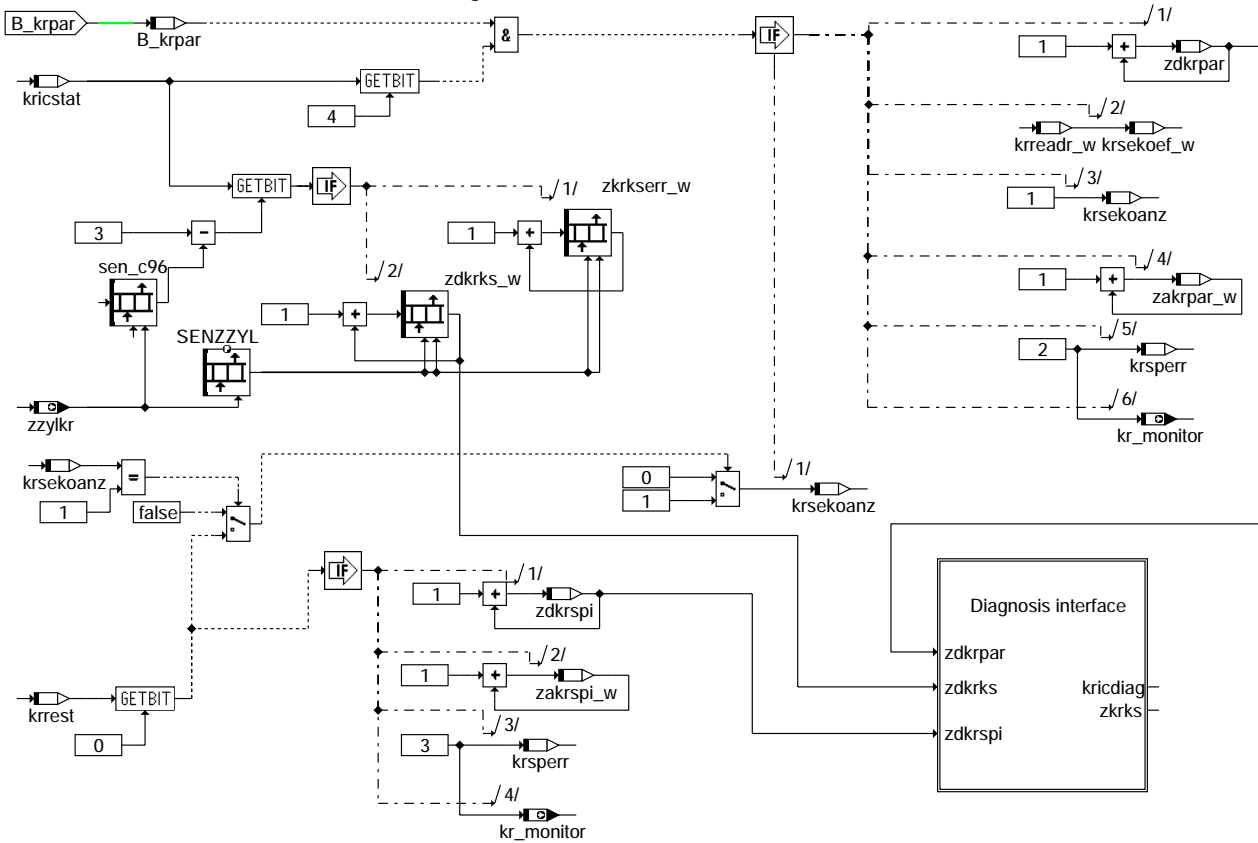 B_krpar
B_krpar
&
IF
/1/
1
+
zdkrpar
kricstat
GETBIT
4
/2/
krreadr_w krsekoef_w
GETBIT
IF
/1/
zkrkserr_w
/3/
1
krsekoanz
3
-
1
+
sen_c96
/2/
zdkrks_w
/4/
1
+
zakrpar_w
1
+
SENZZYL
/5/
2
krsperr
zzylkr
/6/
kr_monitor
krsekoanz
=
1
false
0
1
/1/
krsekoanz
IF
/1/
1
+
zdkrspi
/2/
1
+
zakrspi_w
krrest
GETBIT
0
/3/
3
krsperr
/4/
kr_monitor
Diagnosis interface
zdkrpar
zdkrks
kricdiag
zkrks
zdkrspi